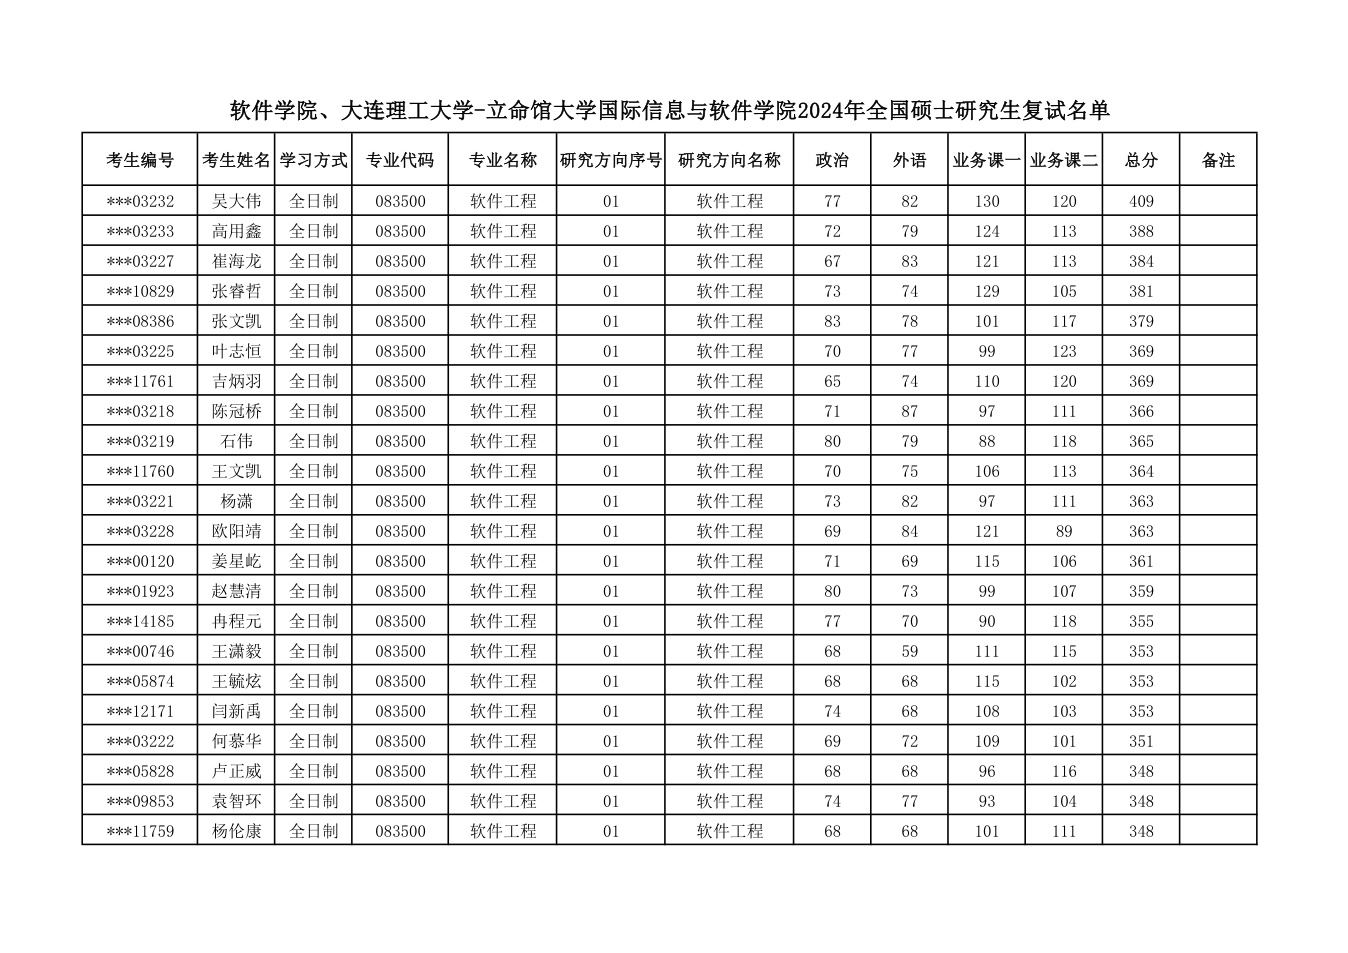 软件学院、大连理工大学-立命馆大学国际信息与软件学院2024年全国硕士研究生复试名单
考生编号 考生姓名 学习方式 专业代码 专业名称 研究方向序号 研究方向名称 政治 外语 业务课一 业务课二 总分 备注
***03232 吴大伟 全日制 083500 软件工程 01 软件工程 77 82 130 120 409
***03233 高用鑫 全日制 083500 软件工程 01 软件工程 72 79 124 113 388
***03227 崔海龙 全日制 083500 软件工程 01 软件工程 67 83 121 113 384
***10829 张睿哲 全日制 083500 软件工程 01 软件工程 73 74 129 105 381
***08386 张文凯 全日制 083500 软件工程 01 软件工程 83 78 101 117 379
***03225 叶志恒 全日制 083500 软件工程 01 软件工程 70 77 99 123 369
***11761 吉炳羽 全日制 083500 软件工程 01 软件工程 65 74 110 120 369
***03218 陈冠桥 全日制 083500 软件工程 01 软件工程 71 87 97 111 366
***03219 石伟 全日制 083500 软件工程 01 软件工程 80 79 88 118 365
***11760 王文凯 全日制 083500 软件工程 01 软件工程 70 75 106 113 364
***03221 杨潇 全日制 083500 软件工程 01 软件工程 73 82 97 111 363
***03228 欧阳靖 全日制 083500 软件工程 01 软件工程 69 84 121 89 363
***00120 姜星屹 全日制 083500 软件工程 01 软件工程 71 69 115 106 361
***01923 赵慧清 全日制 083500 软件工程 01 软件工程 80 73 99 107 359
***14185 冉程元 全日制 083500 软件工程 01 软件工程 77 70 90 118 355
***00746 王潇毅 全日制 083500 软件工程 01 软件工程 68 59 111 115 353
***05874 王毓炫 全日制 083500 软件工程 01 软件工程 68 68 115 102 353
***12171 闫新禹 全日制 083500 软件工程 01 软件工程 74 68 108 103 353
***03222 何慕华 全日制 083500 软件工程 01 软件工程 69 72 109 101 351
***05828 卢正威 全日制 083500 软件工程 01 软件工程 68 68 96 116 348
***09853 袁智环 全日制 083500 软件工程 01 软件工程 74 77 93 104 348
***11759 杨伦康 全日制 083500 软件工程 01 软件工程 68 68 101 111 348